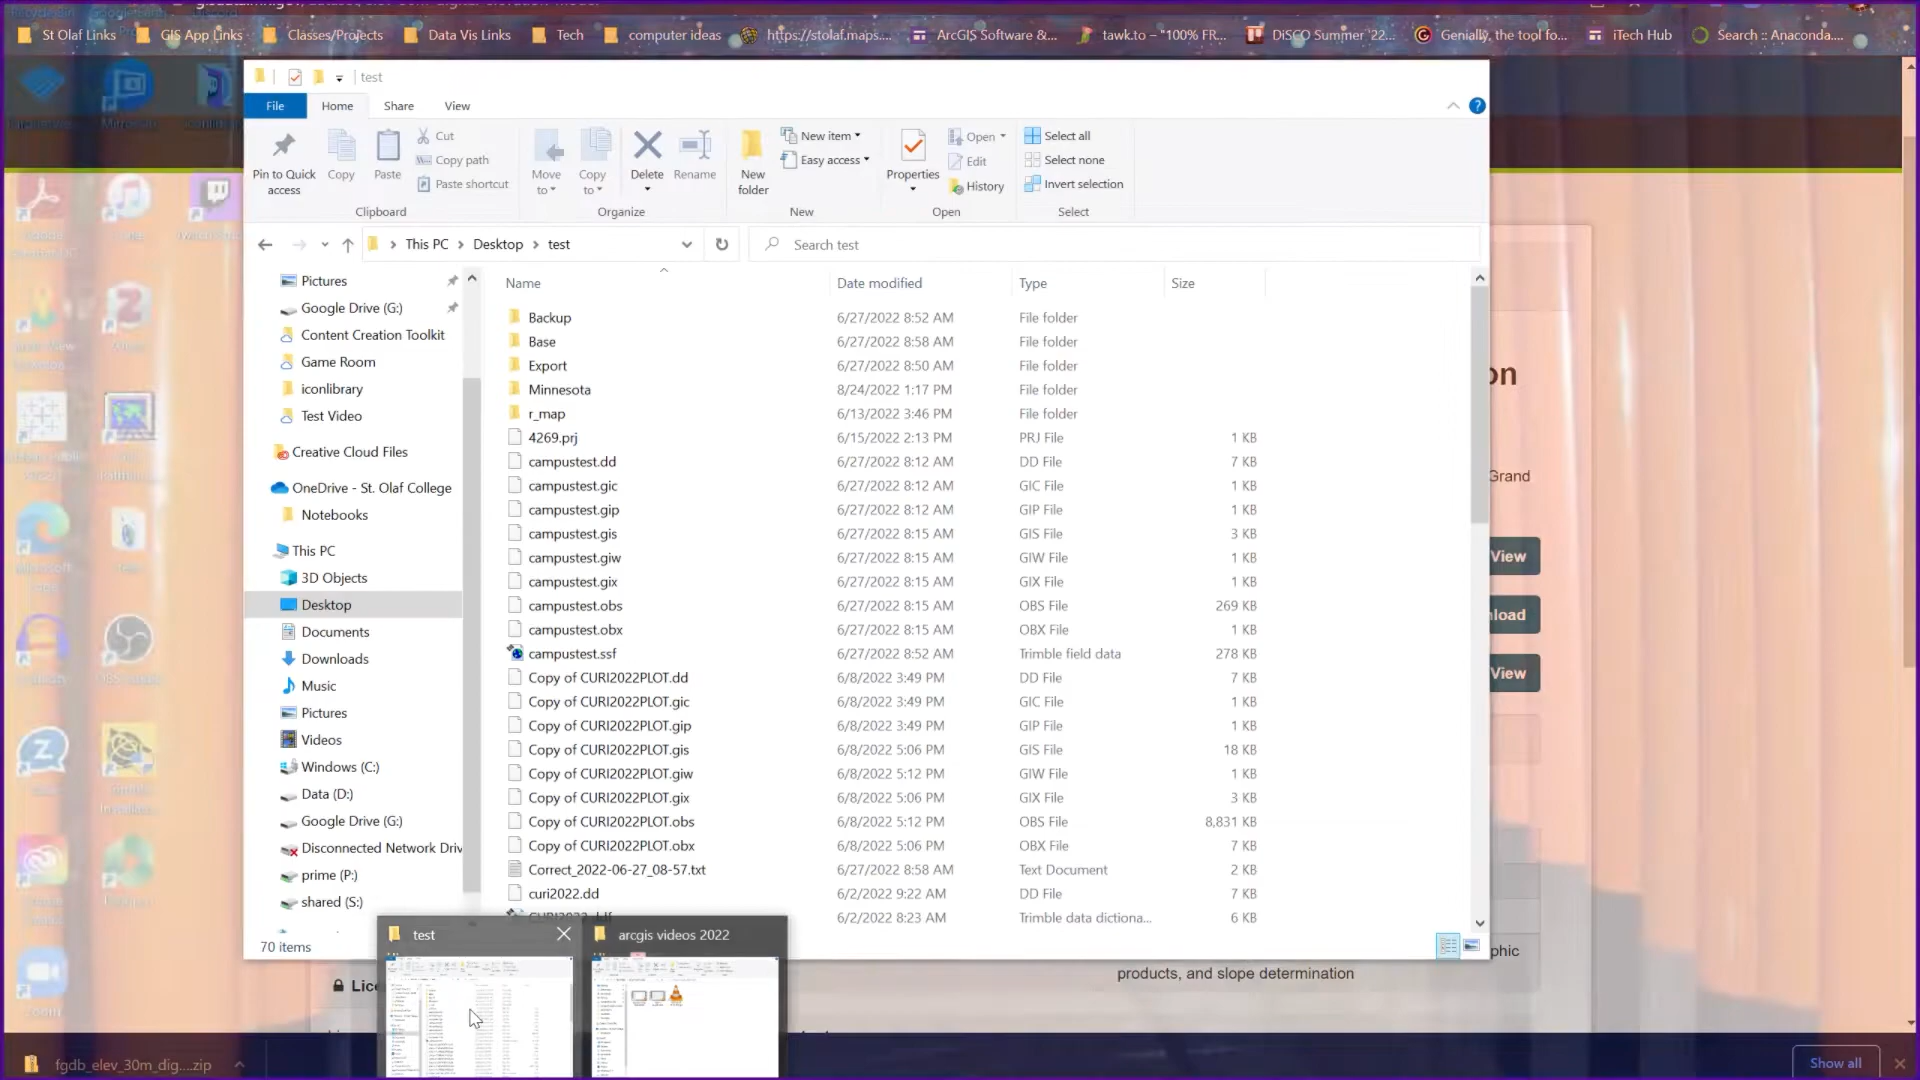 St Olaf Links
GIS App Links
Classes/Projects
Data Vis Links
Tech
computer ideas
https://stolaf.maps....
ArcGIS Software &...
tawk.to – "100% FR...
DiSCO Summer '22...
Genially, the tool fo...
iTech Hub
Search :: Anaconda....
test
File
Home
Share
View
Pin to Quick access
Copy
Paste
Cut
Copy path
Paste shortcut
Clipboard
Move to
Copy to
Delete
Rename
Organize
New folder
New item
Easy access
New
Properties
Open
Edit
History
Open
Select all
Select none
Invert selection
Select
This PC > Desktop > test
Search test
Pictures
Google Drive (G:)
Content Creation Toolkit
Game Room
iconlibrary
Test Video
Creative Cloud Files
OneDrive - St. Olaf College
Notebooks
This PC
3D Objects
Desktop
Documents
Downloads
Music
Pictures
Videos
Windows (C:)
Data (D:)
Google Drive (G:)
Disconnected Network Driv
prime (P:)
shared (S:)
Name Date modified Type Size
Backup 6/27/2022 8:52 AM File folder
Base 6/27/2022 8:58 AM File folder
Export 6/27/2022 8:50 AM File folder
Minnesota 8/24/2022 1:17 PM File folder
r_map 6/13/2022 3:46 PM File folder
4269.prj 6/15/2022 2:13 PM PRJ File 1 KB
campustest.dd 6/27/2022 8:12 AM DD File 7 KB
campustest.gic 6/27/2022 8:12 AM GIC File 1 KB
campustest.gip 6/27/2022 8:12 AM GIP File 1 KB
campustest.gis 6/27/2022 8:15 AM GIS File 3 KB
campustest.giw 6/27/2022 8:15 AM GIW File 1 KB
campustest.gix 6/27/2022 8:15 AM GIX File 1 KB
campustest.obs 6/27/2022 8:15 AM OBS File 269 KB
campustest.obx 6/27/2022 8:15 AM OBX File 1 KB
campustest.ssf 6/27/2022 8:52 AM Trimble field data 278 KB
Copy of CURI2022PLOT.dd 6/8/2022 3:49 PM DD File 7 KB
Copy of CURI2022PLOT.gic 6/8/2022 3:49 PM GIC File 1 KB
Copy of CURI2022PLOT.gip 6/8/2022 3:49 PM GIP File 1 KB
Copy of CURI2022PLOT.gis 6/8/2022 5:06 PM GIS File 18 KB
Copy of CURI2022PLOT.giw 6/8/2022 5:12 PM GIW File 1 KB
Copy of CURI2022PLOT.gix 6/8/2022 5:06 PM GIX File 3 KB
Copy of CURI2022PLOT.obs 6/8/2022 5:12 PM OBS File 8,831 KB
Copy of CURI2022PLOT.obx 6/8/2022 5:06 PM OBX File 7 KB
Correct_2022-06-27_08-57.txt 6/27/2022 8:58 AM Text Document 2 KB
curi2022.dd 6/2/2022 9:22 AM DD File 7 KB
CURI2022.ddf 6/2/2022 8:23 AM Trimble data dictiona... 6 KB
70 items
test
arcgis videos 2022
on
Grand
View
nload
View
phic
products, and slope determination
Lice
fgdb_elev_30m_dig....zip
Show all